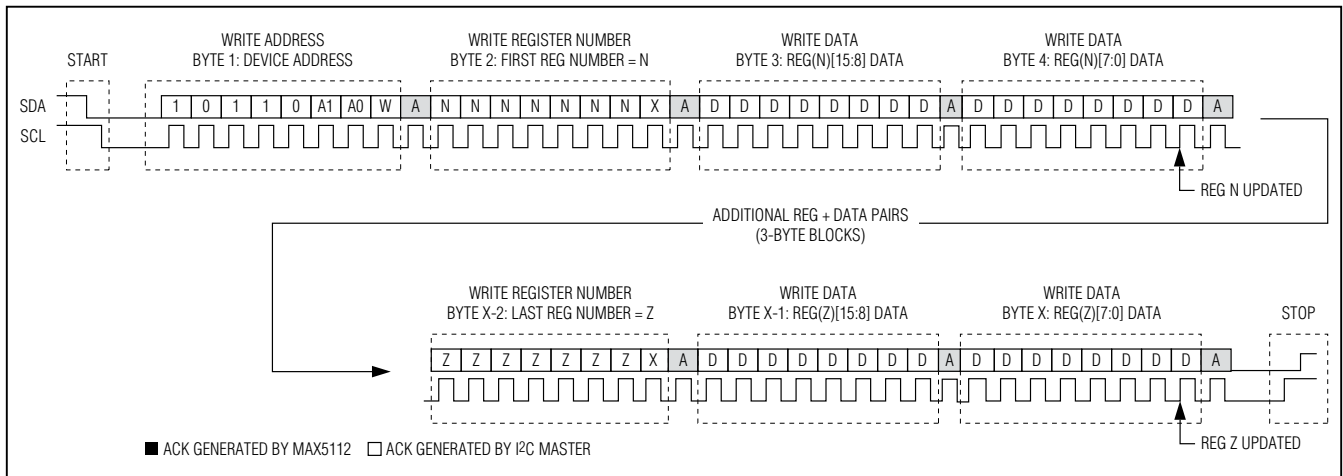 START
WRITE ADDRESS
BYTE 1: DEVICE ADDRESS
WRITE REGISTER NUMBER
BYTE 2: FIRST REG NUMBER = N
WRITE DATA
BYTE 3: REG(N)[15:8] DATA
WRITE DATA
BYTE 4: REG(N)[7:0] DATA
SDA
1 0 1 1 0 A1 A0 W A N N N N N N N X A D D D D D D D D A D D D D D D D D A
SCL
REG N UPDATED
ADDITIONAL REG + DATA PAIRS
(3-BYTE BLOCKS)
WRITE REGISTER NUMBER
BYTE X-2: LAST REG NUMBER = Z
WRITE DATA
BYTE X-1: REG(Z)[15:8] DATA
WRITE DATA
BYTE X: REG(Z)[7:0] DATA
STOP
Z Z Z Z Z Z Z X A D D D D D D D D A D D D D D D D D A
REG Z UPDATED
ACK GENERATED BY MAX5112 ACK GENERATED BY I2C MASTER